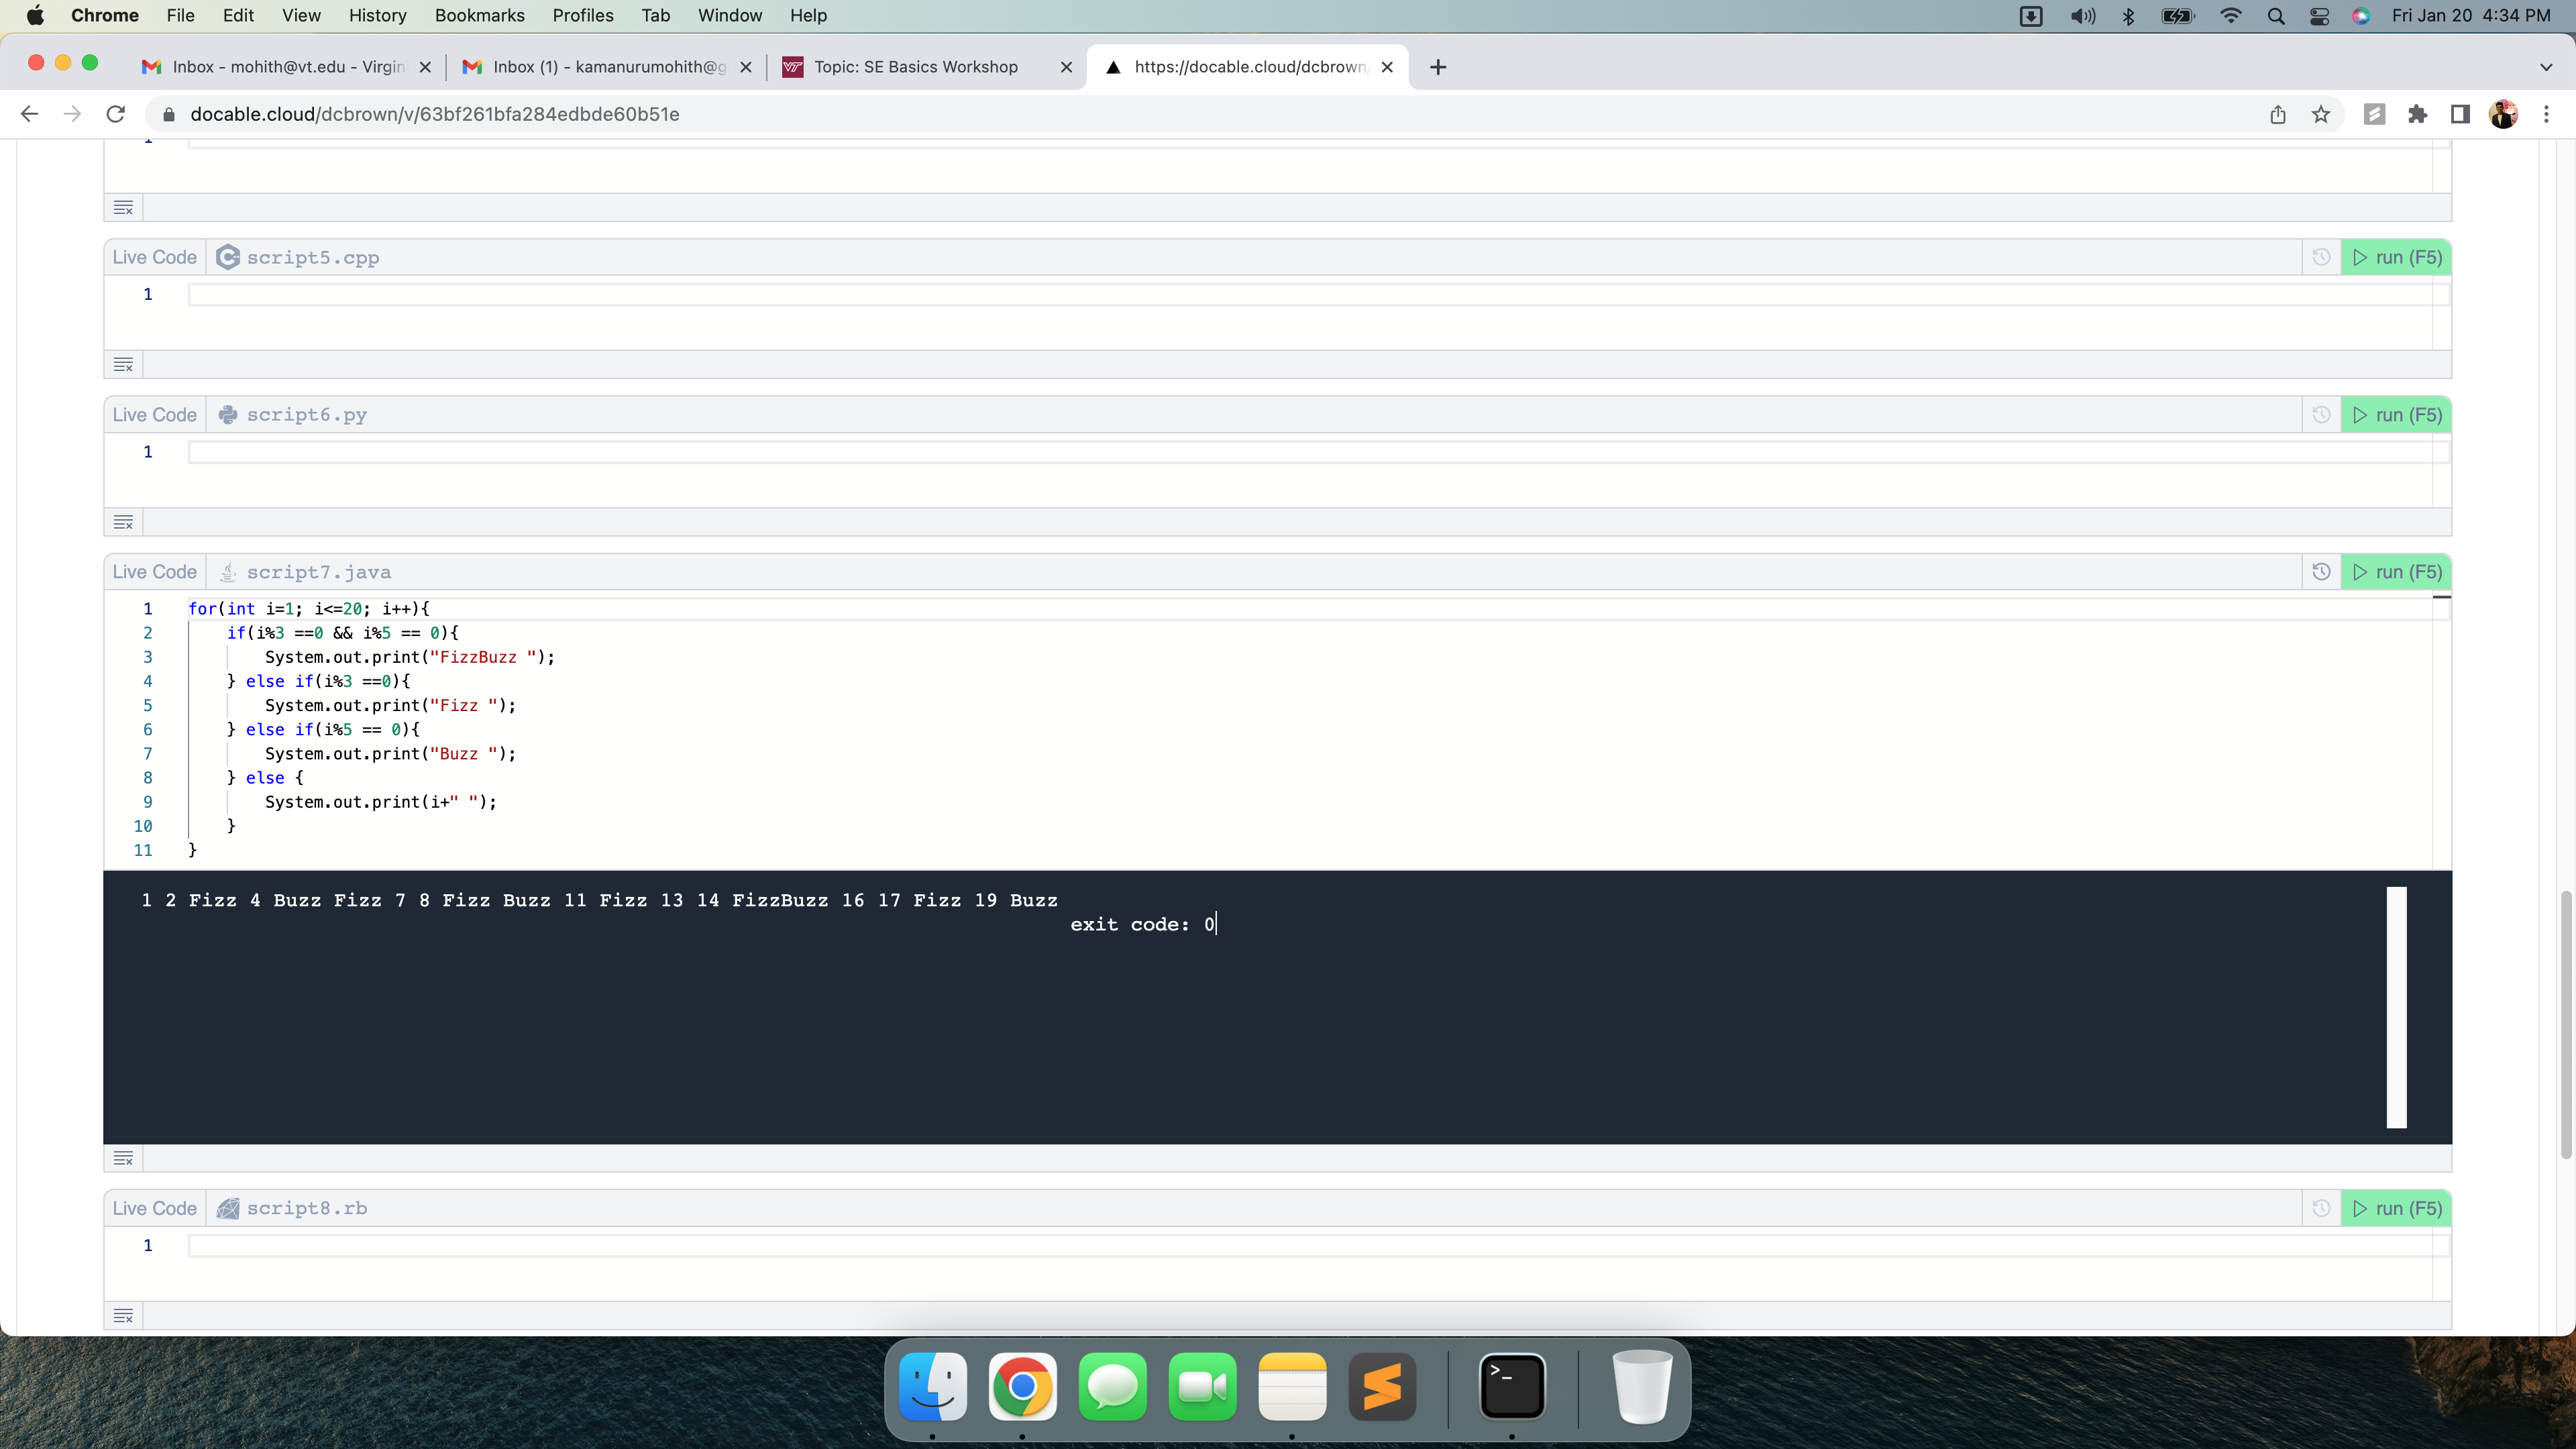 Chrome File Edit View History Bookmarks Profiles Tab Window Help Fri Jan 20 4:34 PM
Inbox - mohith@vt.edu - Virgin Inbox (1) - kamanurumohith@g Topic: SE Basics Workshop https://docable.cloud/dcbrown
docable.cloud/dcbrown/v/63bf261bfa284edbde60b51e
1
Live Code script5.cpp run (F5)
1
Live Code script6.py run (F5)
1
Live Code script7.java run (F5)
1 for(int i=1; i<=20; i++){
2 if(i%3 ==0 && i%5 == 0){
3 System.out.print("FizzBuzz ");
4 } else if(i%3 ==0){
5 System.out.print("Fizz ");
6 } else if(i%5 == 0){
7 System.out.print("Buzz ");
8 } else {
9 System.out.print(i+" ");
10 }
11 }
1 2 Fizz 4 Buzz Fizz 7 8 Fizz Buzz 11 Fizz 13 14 FizzBuzz 16 17 Fizz 19 Buzz
exit code: 0
Live Code script8.rb run (F5)
1